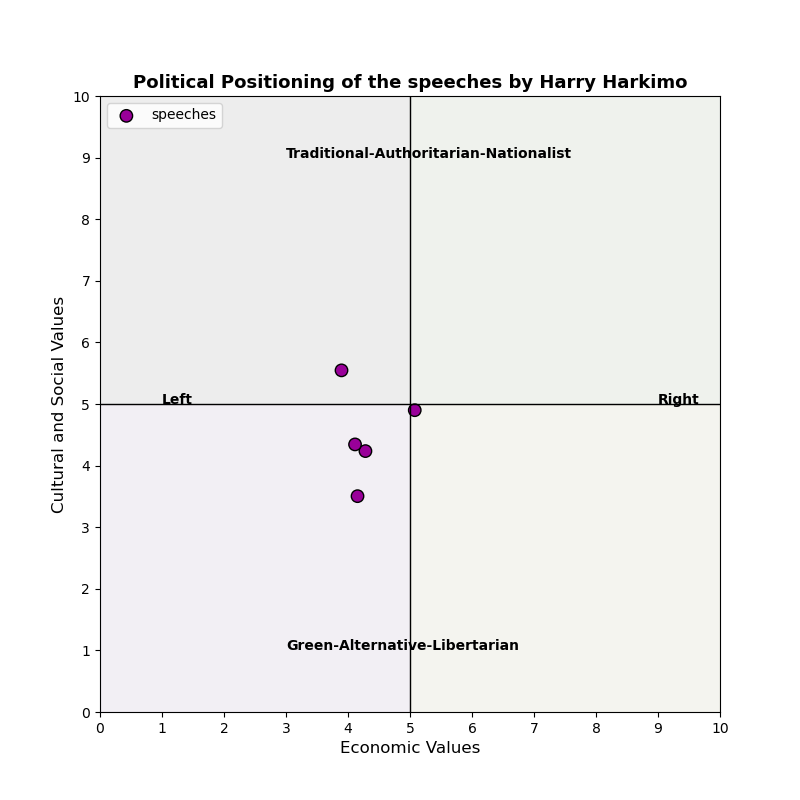 Political Positioning of the speeches by Harry Harkimo
10
speeches
9
Traditional-Authoritarian-Nationalist
8
7
6
5
Left
Right
4
3
2
1
Green-Alternative-Libertarian
0
Cultural and Social Values
0 1 2 3 4 5 6 7 8 9 10
Economic Values